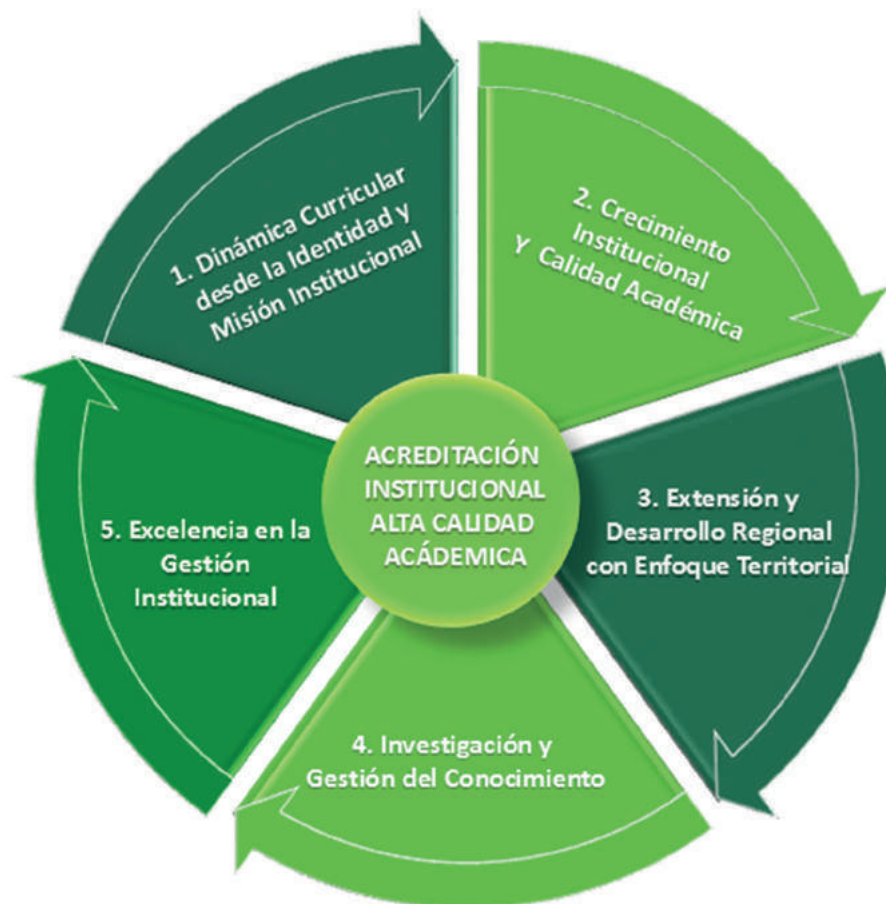 1. Dinámica Curricular
desde la Identidad y
Misión Institucional
2. Crecimiento
Institucional
Y Calidad Académica
3. Extensión y
Desarrollo Regional
con Enfoque Territorial
4. Investigación y
Gestión del Conocimiento
5. Excelencia en la
Gestión
Institucional
ACREDITACIÓN
INSTITUCIONAL
ALTA CALIDAD
ACÁDEMICA